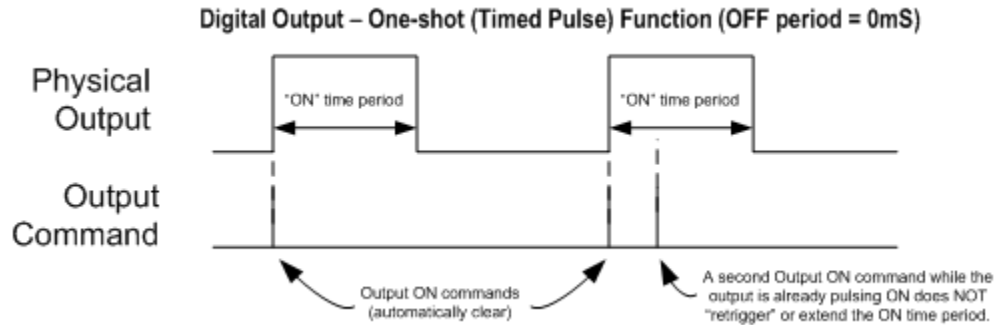 Digital Output – One-shot (Timed Pulse) Function (OFF period = 0mS)
Physical
Output
"ON" time period
"ON" time period
Output
Command
Output ON commands
(automatically clear)
A second Output ON command while the
output is already pulsing ON does NOT
"retrigger" or extend the ON time period.